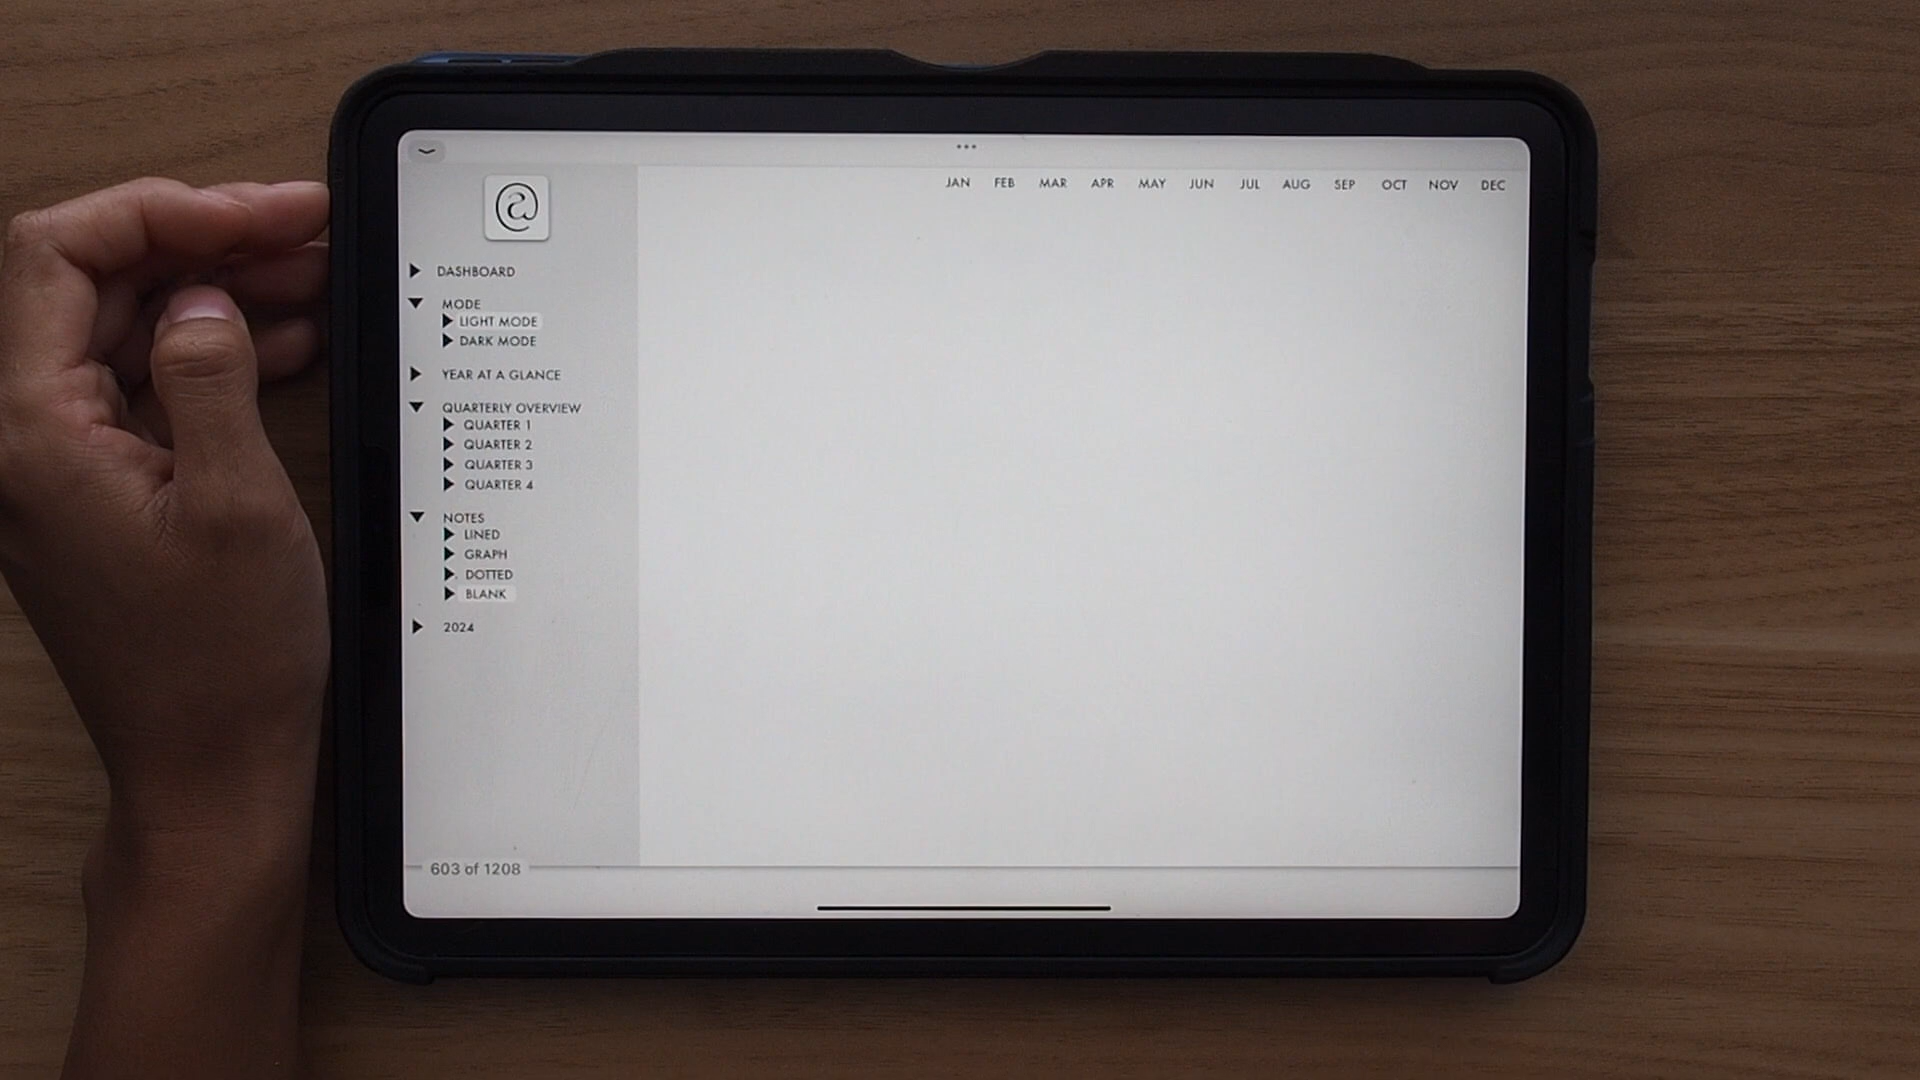 JAN FEB MAR APR MAY JUN JUL AUG SEP OCT NOV DEC
DASHBOARD
MODE
LIGHT MODE
DARK MODE
YEAR AT A GLANCE
QUARTERLY OVERVIEW
QUARTER 1
QUARTER 2
QUARTER 3
QUARTER 4
NOTES
LINED
GRAPH
DOTTED
BLANK
2024
603 of 1208